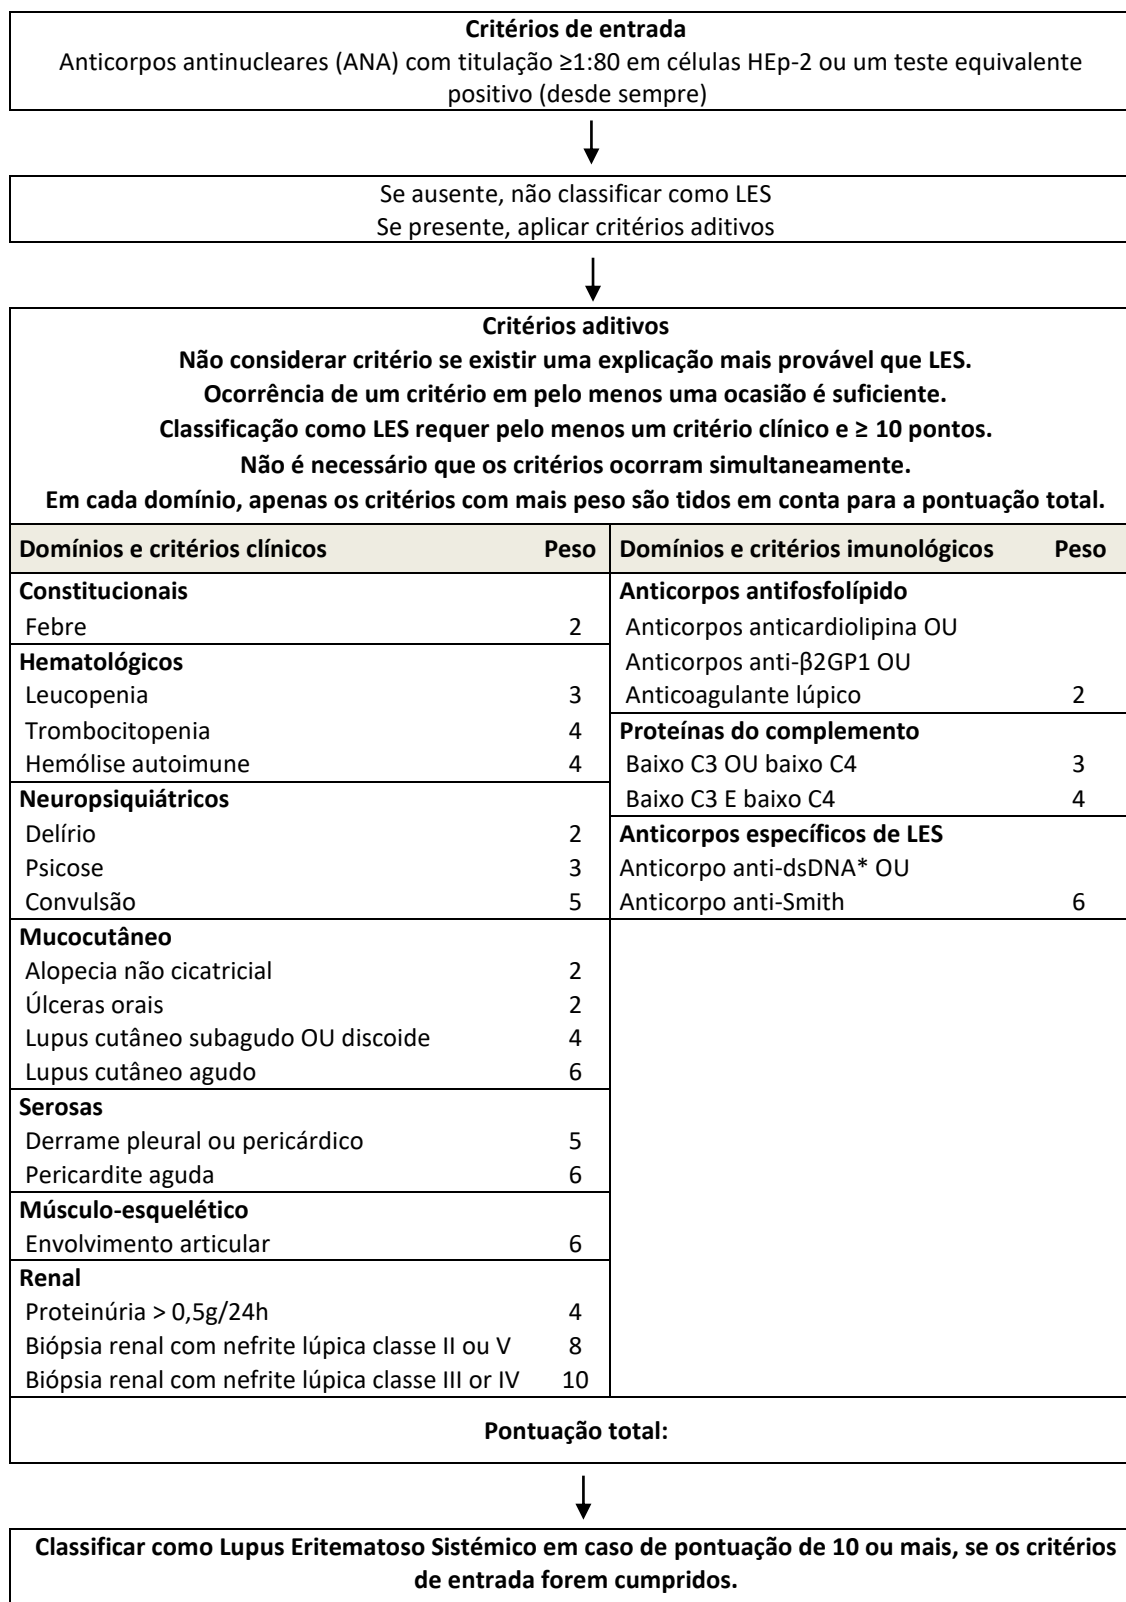 Critérios de entrada
Anticorpos antinucleares (ANA) com titulação ≥1:80 em células HEp-2 ou um teste equivalente
positivo (desde sempre)
Se ausente, não classificar como LES
Se presente, aplicar critérios aditivos
Critérios aditivos
Não considerar critério se existir uma explicação mais provável que LES.
Ocorrência de um critério em pelo menos uma ocasião é suficiente.
Classificação como LES requer pelo menos um critério clínico e ≥ 10 pontos.
Não é necessário que os critérios ocorram simultaneamente.
Em cada domínio, apenas os critérios com mais peso são tidos em conta para a pontuação total.
Domínios e critérios clínicos Peso
Constitucionais
Febre 2
Hematológicos
Leucopenia 3
Trombocitopenia 4
Hemólise autoimune 4
Neuropsiquiátricos
Delírio 2
Psicose 3
Convulsão 5
Mucocutâneo
Alopecia não cicatricial 2
Úlceras orais 2
Lupus cutâneo subagudo OU discoide 4
Lupus cutâneo agudo 6
Serosas
Derrame pleural ou pericárdico 5
Pericardite aguda 6
Músculo-esquelético
Envolvimento articular 6
Renal
Proteinúria > 0,5g/24h 4
Biópsia renal com nefrite lúpica classe II ou V 8
Biópsia renal com nefrite lúpica classe III or IV 10
Domínios e critérios imunológicos Peso
Anticorpos antifosfolípido
Anticorpos anticardiolipina OU
Anticorpos anti-β2GP1 OU
Anticoagulante lúpico 2
Proteínas do complemento
Baixo C3 OU baixo C4 3
Baixo C3 E baixo C4 4
Anticorpos específicos de LES
Anticorpo anti-dsDNA* OU
Anticorpo anti-Smith 6
Pontuação total:
Classificar como Lupus Eritematoso Sistémico em caso de pontuação de 10 ou mais, se os critérios
de entrada forem cumpridos.